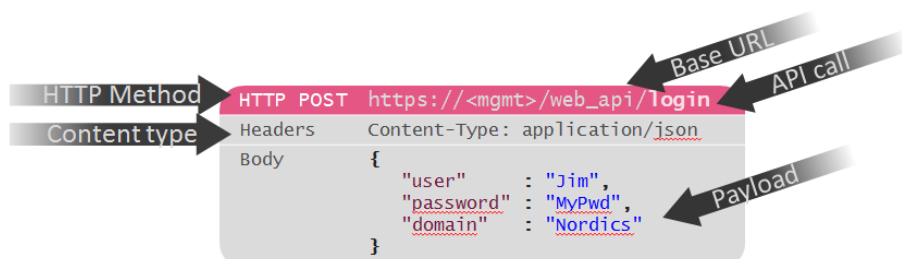 Base URL
API call
HTTP Method
HTTP POST https://<mgmt>/web_api/login
Content type
Headers Content-Type: application/json
Body {
"user" : "Jim",
"password" : "MyPwd",
"domain" : "Nordics"
}
Payload